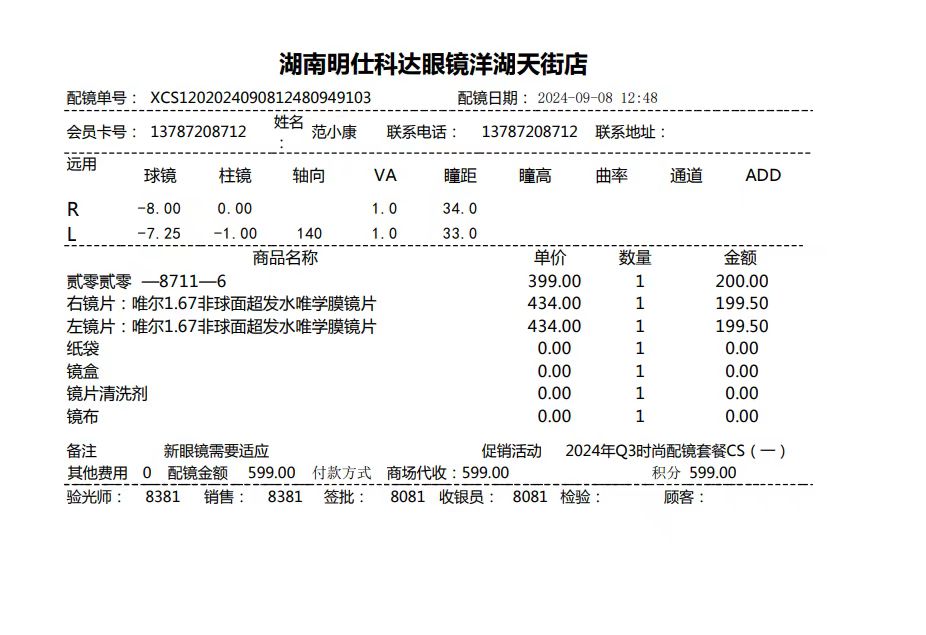 湖南明仕科达眼镜洋湖天街店
配镜单号： XCS1202024090812480949103 配镜日期： 2024-09-08 12:48
会员卡号： 13787208712 姓名： 范小康 联系电话： 13787208712 联系地址：
远用
球镜 柱镜 轴向 VA 瞳距 瞳高 曲率 通道 ADD
R -8.00 0.00 1.0 34.0
L -7.25 -1.00 140 1.0 33.0
商品名称 单价 数量 金额
贰零贰零 —8711—6 399.00 1 200.00
右镜片：唯尔1.67非球面超发水唯学膜镜片 434.00 1 199.50
左镜片：唯尔1.67非球面超发水唯学膜镜片 434.00 1 199.50
纸袋 0.00 1 0.00
镜盒 0.00 1 0.00
镜片清洗剂 0.00 1 0.00
镜布 0.00 1 0.00
备注 新眼镜需要适应 促销活动 2024年Q3时尚配镜套餐CS（一）
其他费用 0 配镜金额 599.00 付款方式 商场代收：599.00 积分 599.00
验光师： 8381 销售： 8381 签批： 8081 收银员： 8081 检验： 顾客：